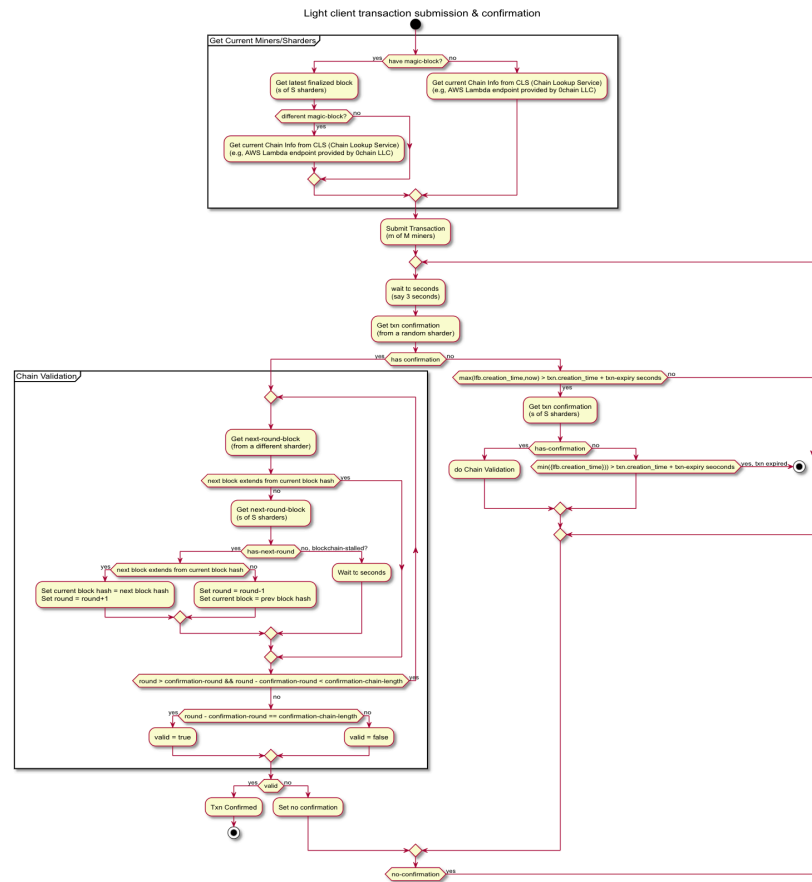 Light client transaction submission & confirmation
Get Current Miners/Sharders
have magic-block?
yes
no
Get latest finalized block
(s of S sharders)
Get current Chain Info from CLS (Chain Lookup Service)
(e.g, AWS Lambda endpoint provided by 0chain LLC)
different magic-block?
no
yes
Get current Chain Info from CLS (Chain Lookup Service)
(e.g, AWS Lambda endpoint provided by 0chain LLC)
Submit Transaction
(m of M miners)
wait tc seconds
(say 3 seconds)
Get txn confirmation
(from a random sharder)
yes
has confirmation
no
Chain Validation
max(lfb.creation_time,now) > txn.creation_time + txn-expiry seconds
no
yes
Get txn confirmation
(s of S sharders)
yes
has-confirmation
no
do Chain Validation
min({lfb.creation_time})) > txn.creation_time + txn-expiry seoconds
yes, txn expired
Get next-round-block
(from a different sharder)
next block extends from current block hash
yes
no
Get next-round-block
(s of S sharders)
yes
has-next-round
no, blockchain-stalled?
yes
next block extends from current block hash
no
Wait tc seconds
Set current block hash = next block hash
Set round = round+1
Set round = round-1
Set current block = prev block hash
round > confirmation-round && round - confirmation-round < confirmation-chain-length
yes
no
yes
round - confirmation-round == confirmation-chain-length
no
valid = true
valid = false
yes
valid
no
Txn Confirmed
Set no confirmation
no-confirmation
yes